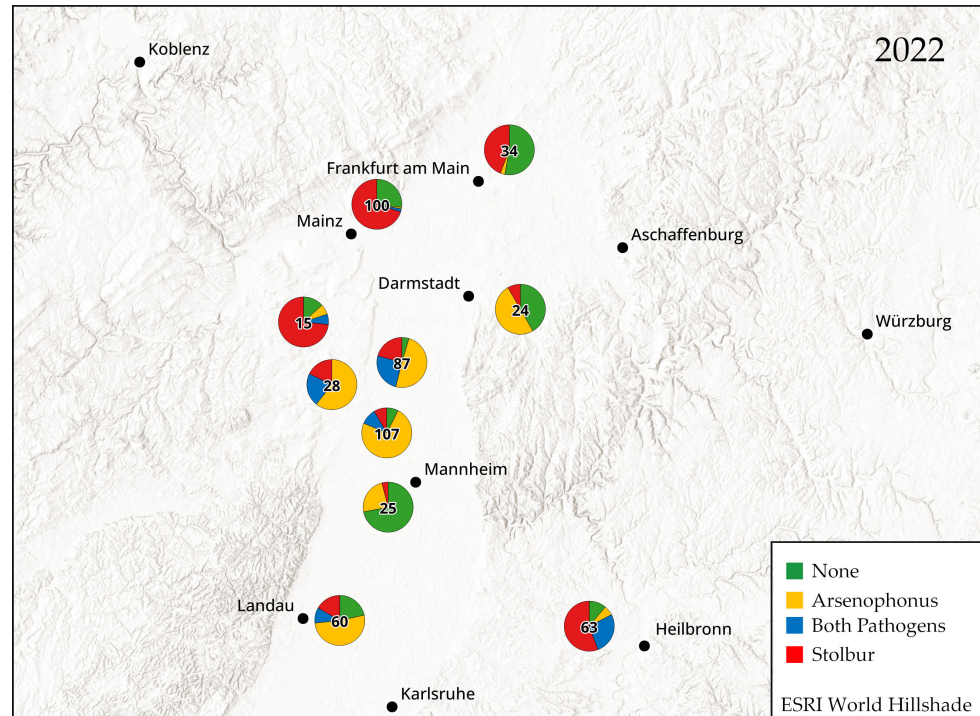 Koblenz
2022
34
Frankfurt am Main
100
Mainz
Aschaffenburg
Darmstadt
24
15
Würzburg
87
28
107
Mannheim
25
None
Arsenophonus
Landau
60
63
Both Pathogens
Heilbronn
Stolbur
Karlsruhe
ESRI World Hillshade